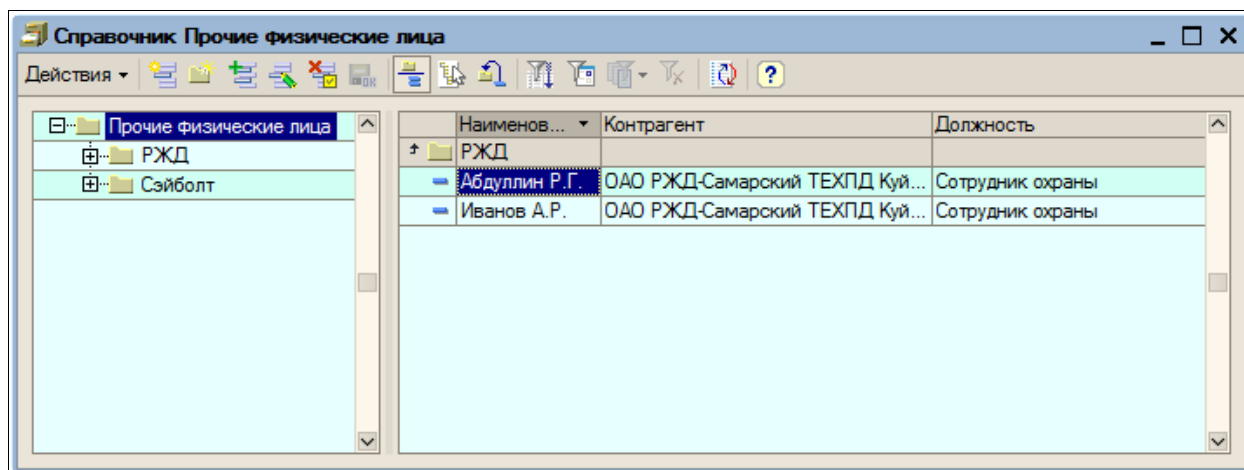 Справочник Прочие физические лица
Действия
Прочие физические лица
РЖД
Сэйболт
Наименов... Контрагент Должность
РЖД
Абдуллин Р.Г. ОАО РЖД-Самарский ТЕХПД Куй... Сотрудник охраны
Иванов А.Р. ОАО РЖД-Самарский ТЕХПД Куй... Сотрудник охраны